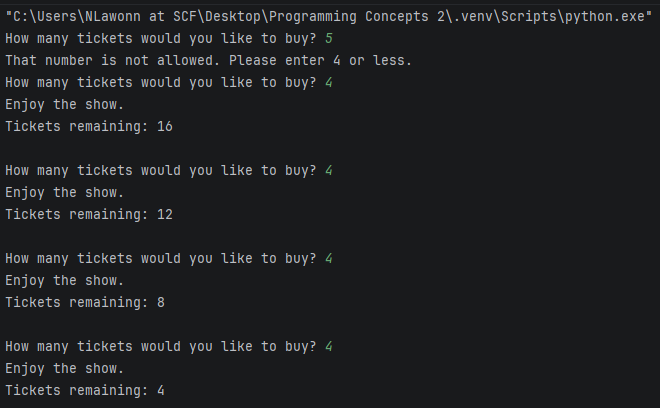 "C:\Users\NLawonn at SCF\Desktop\Programming Concepts 2\.venv\Scripts\python.exe"
How many tickets would you like to buy? 5
That number is not allowed. Please enter 4 or less.
How many tickets would you like to buy? 4
Enjoy the show.
Tickets remaining: 16
How many tickets would you like to buy? 4
Enjoy the show.
Tickets remaining: 12
How many tickets would you like to buy? 4
Enjoy the show.
Tickets remaining: 8
How many tickets would you like to buy? 4
Enjoy the show.
Tickets remaining: 4